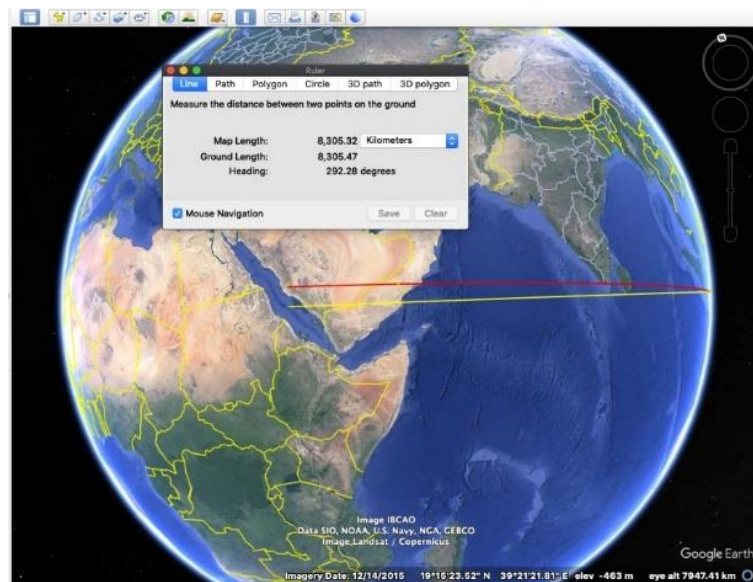 Ruler
Line Path Polygon Circle 3D path 3D polygon
Measure the distance between two points on the ground
Map Length: 8,305.32 Kilometers
Ground Length: 8,305.47
Heading: 292.28 degrees
Mouse Navigation Save Clear
N
Image IBCAO
Data SIO, NOAA, U.S. Navy, NGA, GEBCO
Image Landsat / Copernicus
Google Earth
Imagery Date: 12/14/2015 19°15'23.52" N 39°21'21.81" E elev -463 m eye alt 7947.41 km